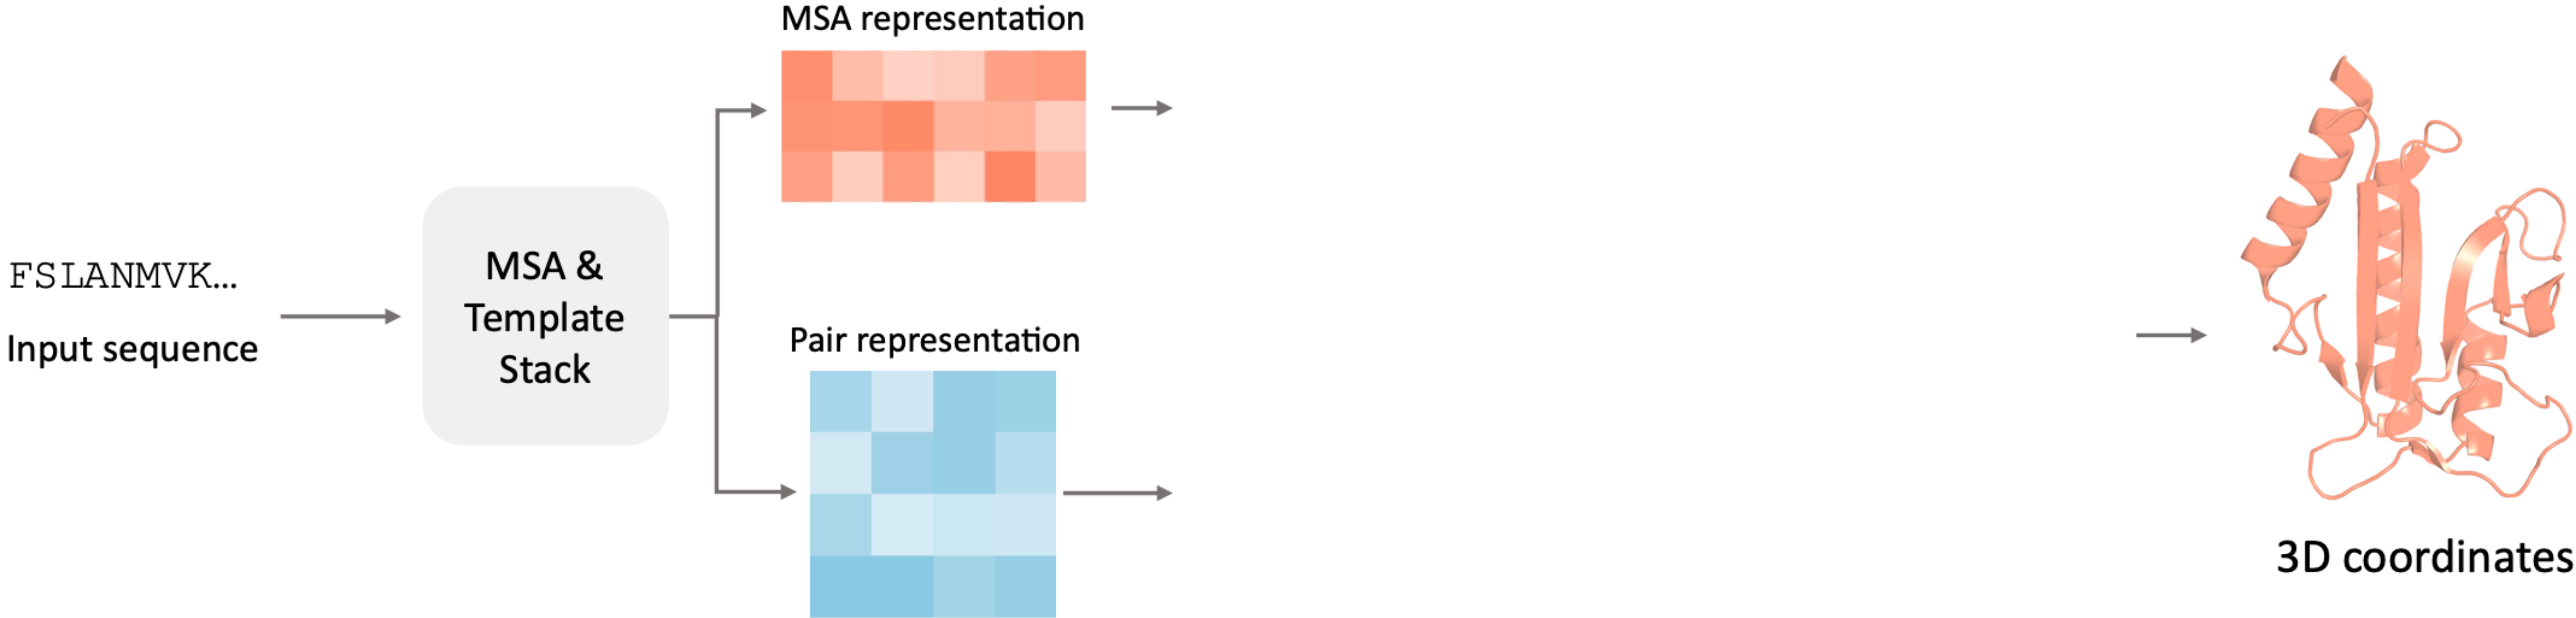 MSA representation
FSLANMVK…
Input sequence
MSA &
Template
Stack
Pair representation
3D coordinates